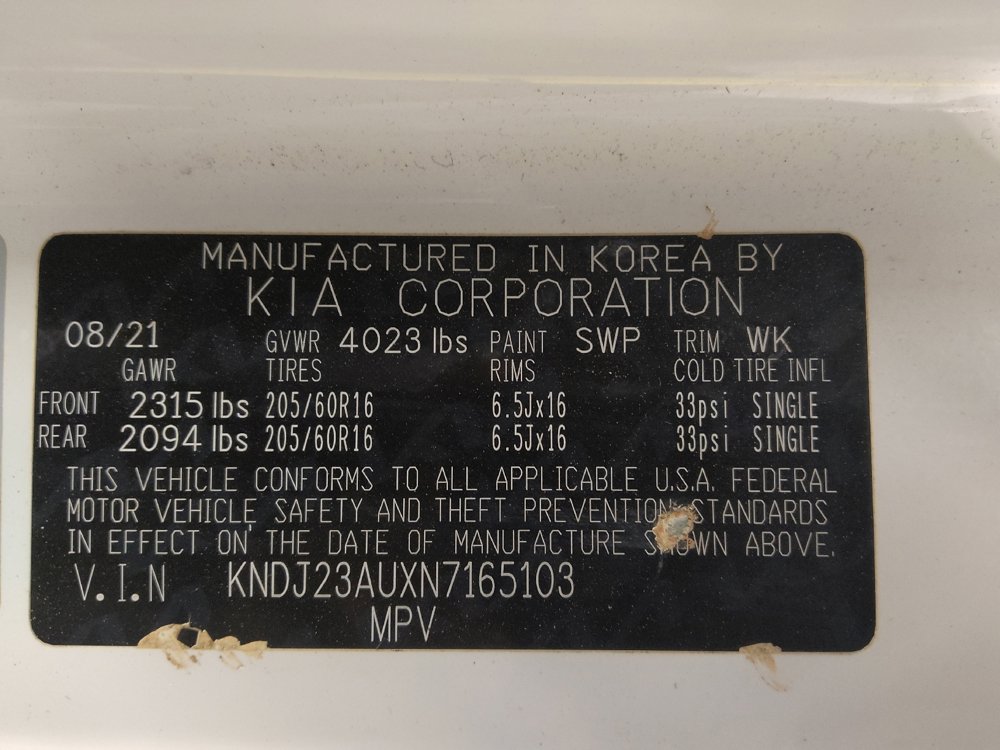 MANUFACTURED IN KOREA BY
KIA CORPORATION
08/21 GVWR 4023 lbs PAINT SWP TRIM WK
GAWR TIRES RIMS COLD TIRE INFL
FRONT 2315 lbs 205/60R16 6.5Jx16 33psi SINGLE
REAR 2094 lbs 205/60R16 6.5Jx16 33psi SINGLE
THIS VEHICLE CONFORMS TO ALL APPLICABLE U.S.A. FEDERAL
MOTOR VEHICLE SAFETY AND THEFT PREVENTION STANDARDS
IN EFFECT ON THE DATE OF MANUFACTURE SHOWN ABOVE.
V.I.N KNDJ23AUXN7165103
MPV